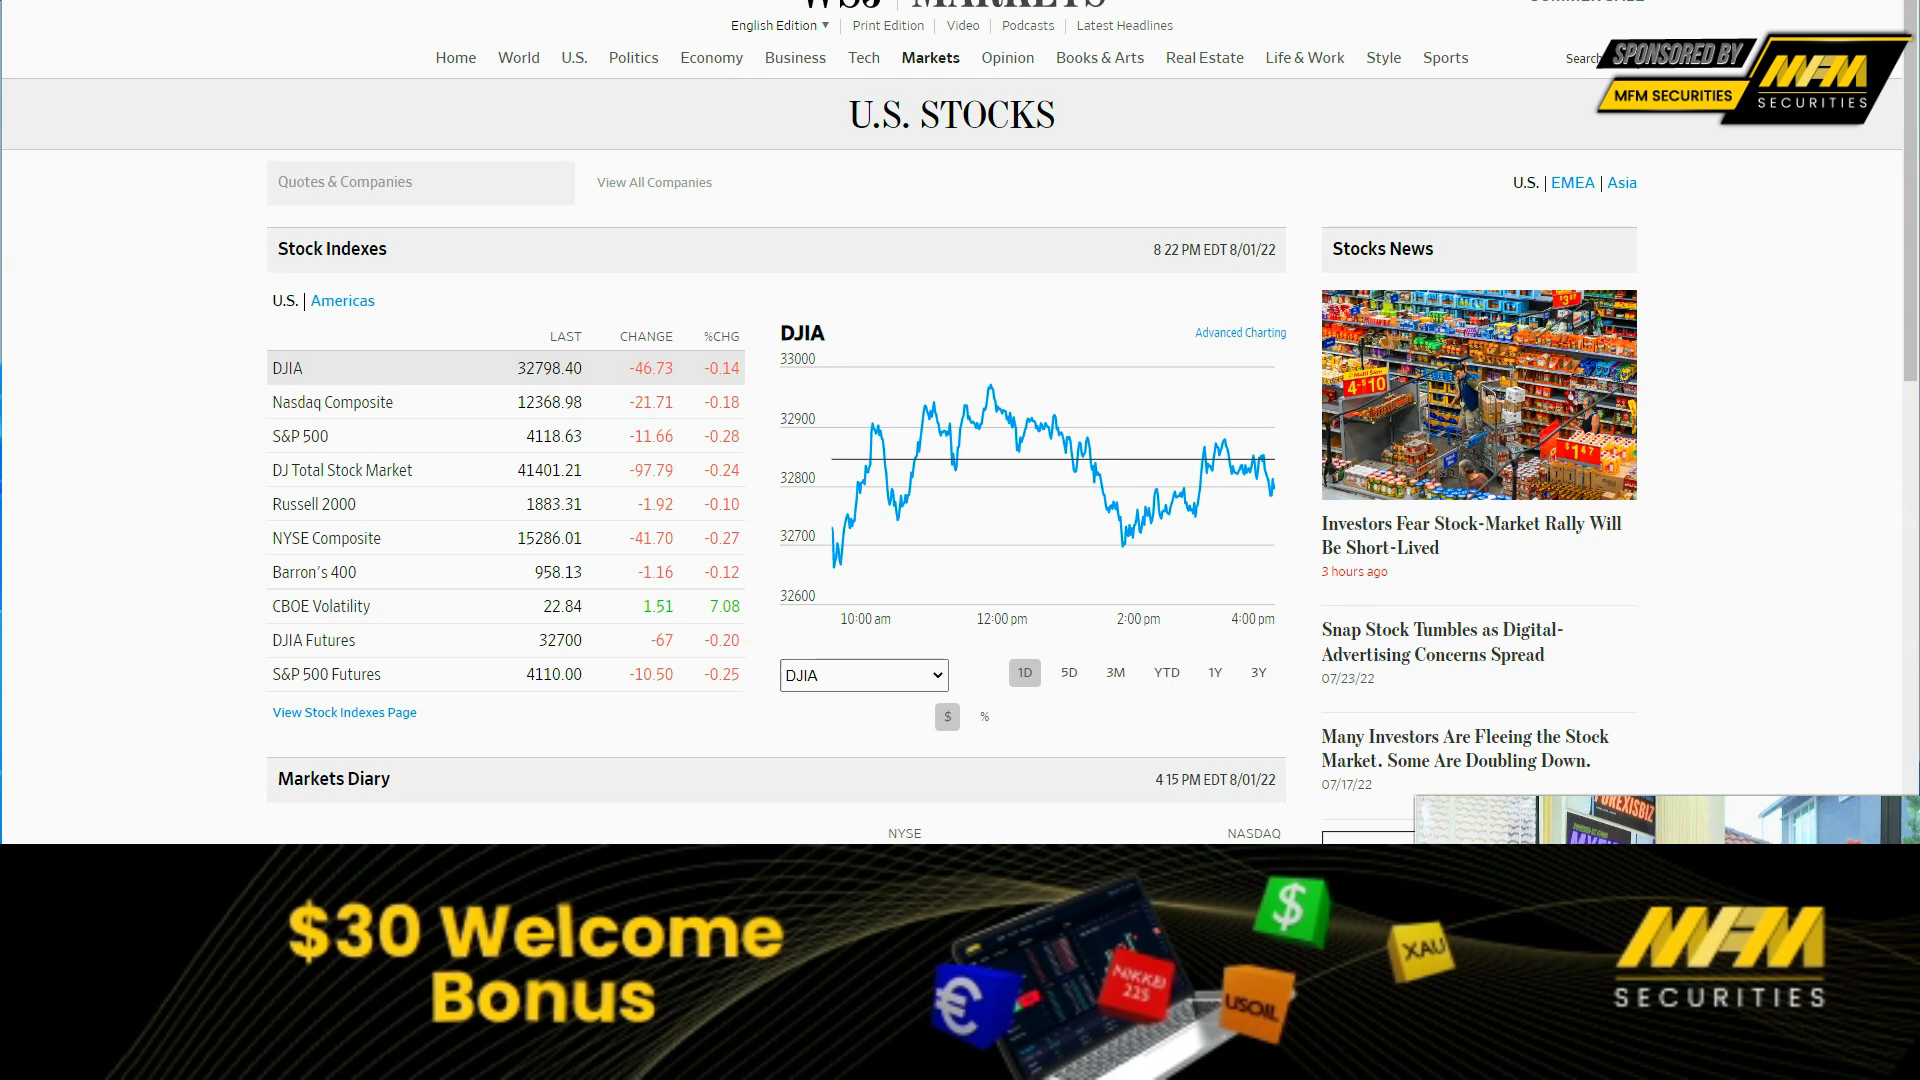 WSJ | MARKETS
English Edition ▼ | Print Edition | Video | Podcasts | Latest Headlines
Home World U.S. Politics Economy Business Tech Markets Opinion Books & Arts Real Estate Life & Work Style Sports Search
SPONSORED BY
MFM SECURITIES
MFM
SECURITIES
U.S. STOCKS
Quotes & Companies View All Companies U.S. | EMEA | Asia
Stock Indexes 8 22 PM EDT 8/01/22
U.S. | Americas
LAST CHANGE %CHG
DJIA 32798.40 -46.73 -0.14
Nasdaq Composite 12368.98 -21.71 -0.18
S&P 500 4118.63 -11.66 -0.28
DJ Total Stock Market 41401.21 -97.79 -0.24
Russell 2000 1883.31 -1.92 -0.10
NYSE Composite 15286.01 -41.70 -0.27
Barron's 400 958.13 -1.16 -0.12
CBOE Volatility 22.84 1.51 7.08
DJIA Futures 32700 -67 -0.20
S&P 500 Futures 4110.00 -10.50 -0.25
View Stock Indexes Page
DJIA Advanced Charting
33000
32900
32800
32700
32600
10:00 am 12:00 pm 2:00 pm 4:00 pm
DJIA 1D 5D 3M YTD 1Y 3Y
$ %
Markets Diary 4 15 PM EDT 8/01/22
NYSE NASDAQ
Stocks News
Investors Fear Stock-Market Rally Will
Be Short-Lived
3 hours ago
Snap Stock Tumbles as Digital-
Advertising Concerns Spread
07/23/22
Many Investors Are Fleeing the Stock
Market. Some Are Doubling Down.
07/17/22
FOREXISBIZ
$30 Welcome
Bonus
€
NIKKEI
225
$
USOIL
XAU
MFM
SECURITIES